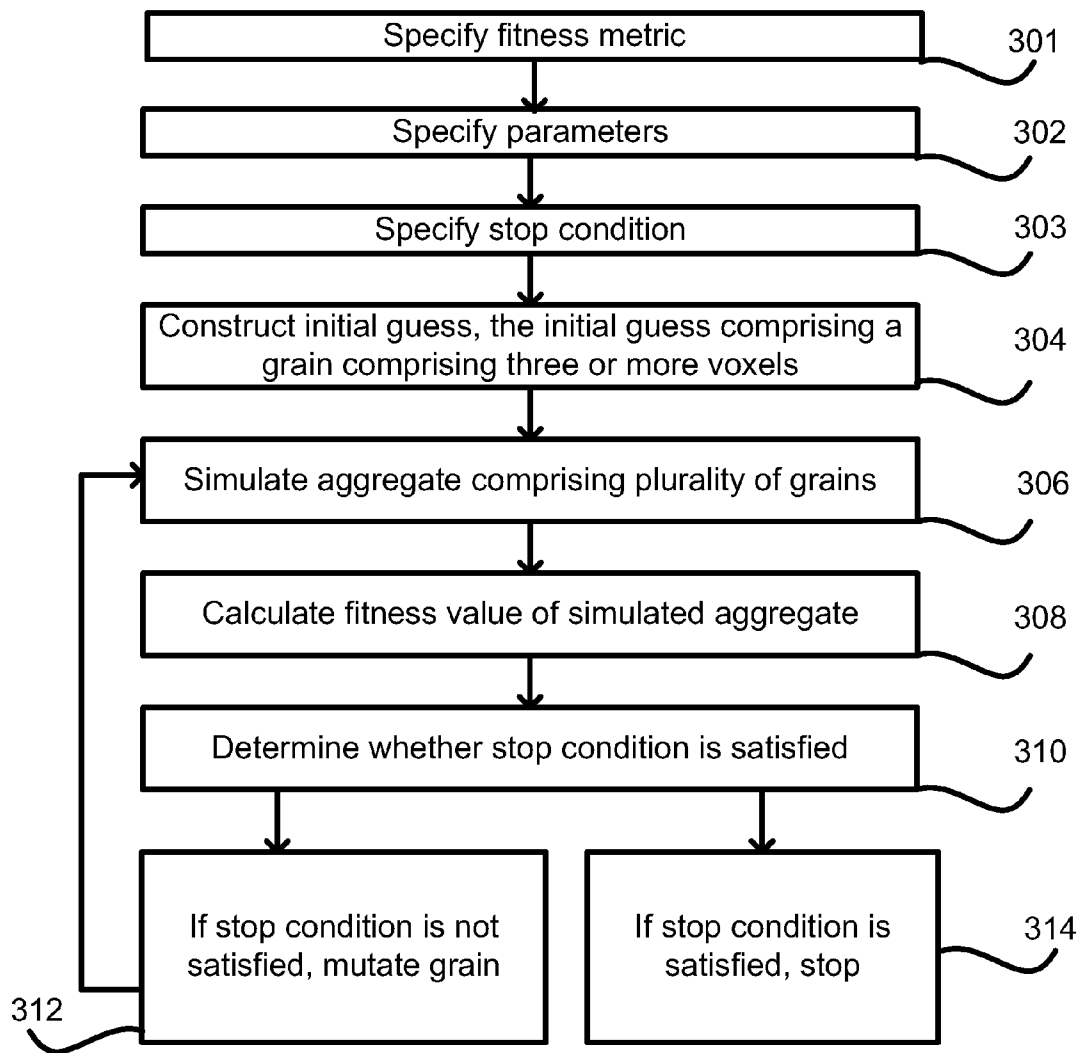 Specify fitness metric
301
Specify parameters
302
Specify stop condition
303
Construct initial guess, the initial guess comprising a
grain comprising three or more voxels
304
Simulate aggregate comprising plurality of grains
306
Calculate fitness value of simulated aggregate
308
Determine whether stop condition is satisfied
310
If stop condition is not
satisfied, mutate grain
312
If stop condition is
satisfied, stop
314